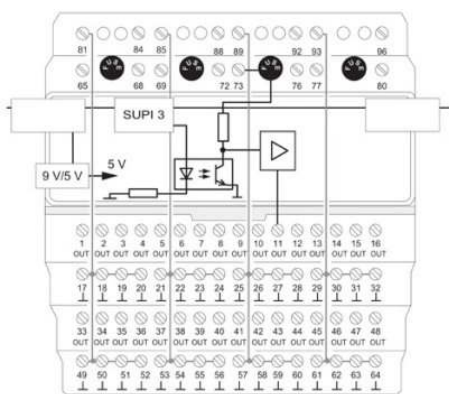 81 84 85 88 89 92 93 96
FUSE FUSE FUSE FUSE
65 68 69 72 73 76 77 80
SUPI 3
9 V/5 V 5 V
1 2 3 4 5 6 7 8 9 10 11 12 13 14 15 16
OUT OUT OUT OUT OUT OUT OUT OUT OUT OUT OUT OUT OUT OUT OUT OUT
17 18 19 20 21 22 23 24 25 26 27 28 29 30 31 32
33 34 35 36 37 38 39 40 41 42 43 44 45 46 47 48
OUT OUT OUT OUT OUT OUT OUT OUT OUT OUT OUT OUT OUT OUT OUT OUT
49 50 51 52 53 54 55 56 57 58 59 60 61 62 63 64